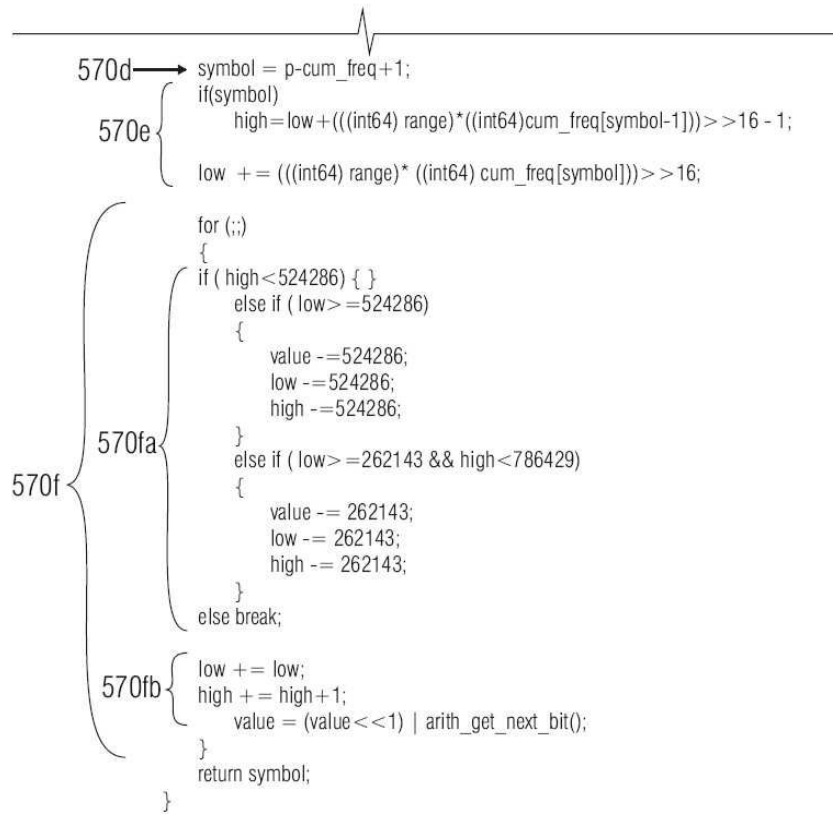 570d symbol = p-cum_freq+1;
if(symbol)
570e high=low+(((int64) range)*((int64)cum_freq[symbol-1]))>>16 - 1;
low += (((int64) range)* ((int64) cum_freq[symbol]))>>16;
for (;;)
{
if ( high<524286) { }
else if ( low>=524286)
{
value -=524286;
low -=524286;
high -=524286;
}
570fa
else if ( low>=262143 && high<786429)
570f
{
value -= 262143;
low -= 262143;
high -= 262143;
}
else break;
low += low;
570fb high += high+1;
value = (value<<1) | arith_get_next_bit();
}
return symbol;
}